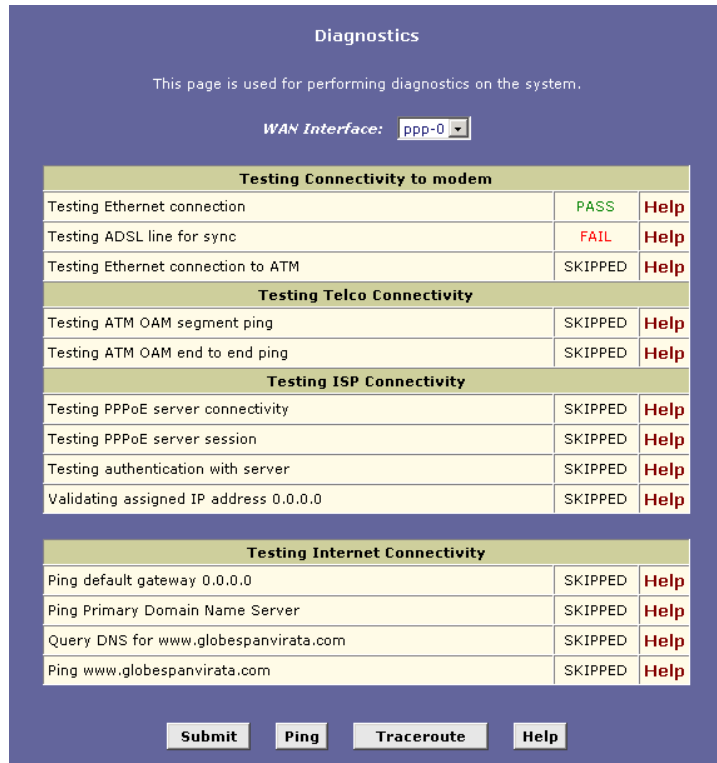 Diagnostics
This page is used for performing diagnostics on the system.
WAN Interface: ppp-0
Testing Connectivity to modem
Testing Ethernet connection PASS Help
Testing ADSL line for sync FAIL Help
Testing Ethernet connection to ATM SKIPPED Help
Testing Telco Connectivity
Testing ATM OAM segment ping SKIPPED Help
Testing ATM OAM end to end ping SKIPPED Help
Testing ISP Connectivity
Testing PPPoE server connectivity SKIPPED Help
Testing PPPoE server session SKIPPED Help
Testing authentication with server SKIPPED Help
Validating assigned IP address 0.0.0.0 SKIPPED Help
Testing Internet Connectivity
Ping default gateway 0.0.0.0 SKIPPED Help
Ping Primary Domain Name Server SKIPPED Help
Query DNS for www.globespanvirata.com SKIPPED Help
Ping www.globespanvirata.com SKIPPED Help
Submit Ping Traceroute Help